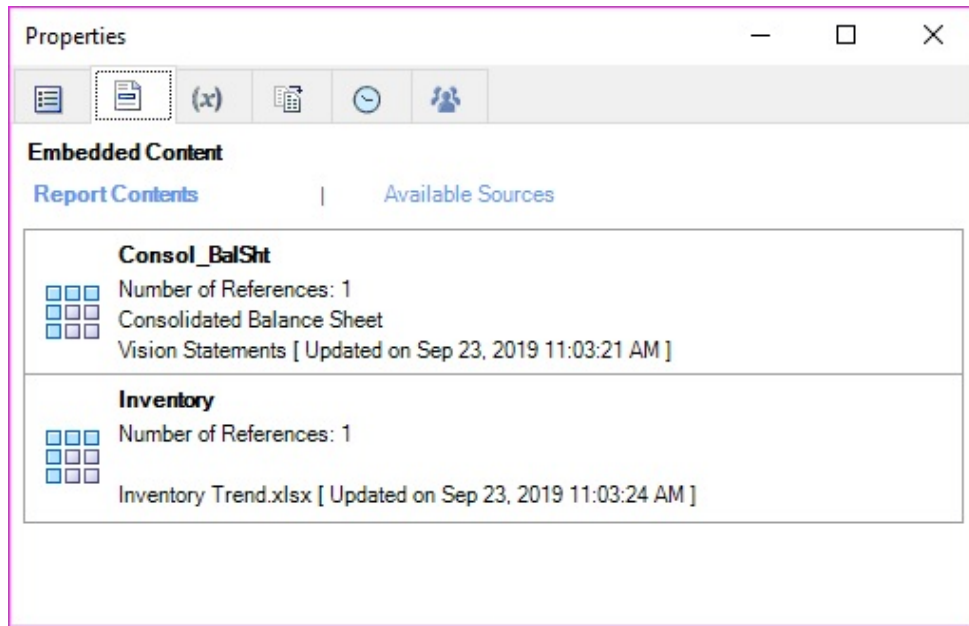 Properties
(x)
Embedded Content
Report Contents | Available Sources
Consol_BalSht
Number of References: 1
Consolidated Balance Sheet
Vision Statements [ Updated on Sep 23, 2019 11:03:21 AM ]
Inventory
Number of References: 1
Inventory Trend.xlsx [ Updated on Sep 23, 2019 11:03:24 AM ]